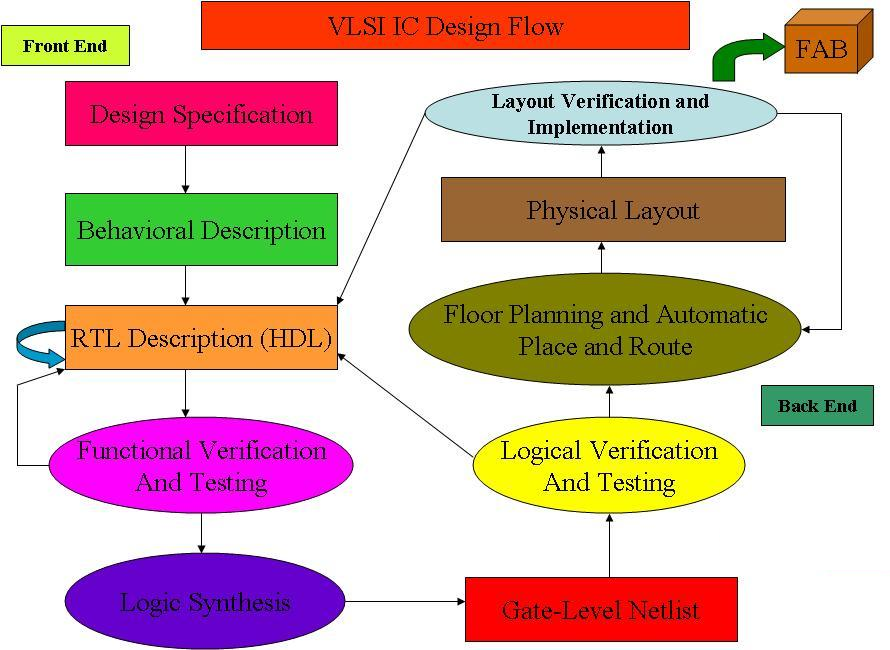 VLSI IC Design Flow
Front End
FAB
Design Specification
Behavioral Description
RTL Description (HDL)
Functional Verification
And Testing
Logic Synthesis
Layout Verification and
Implementation
Physical Layout
Floor Planning and Automatic
Place and Route
Back End
Logical Verification
And Testing
Gate-Level Netlist